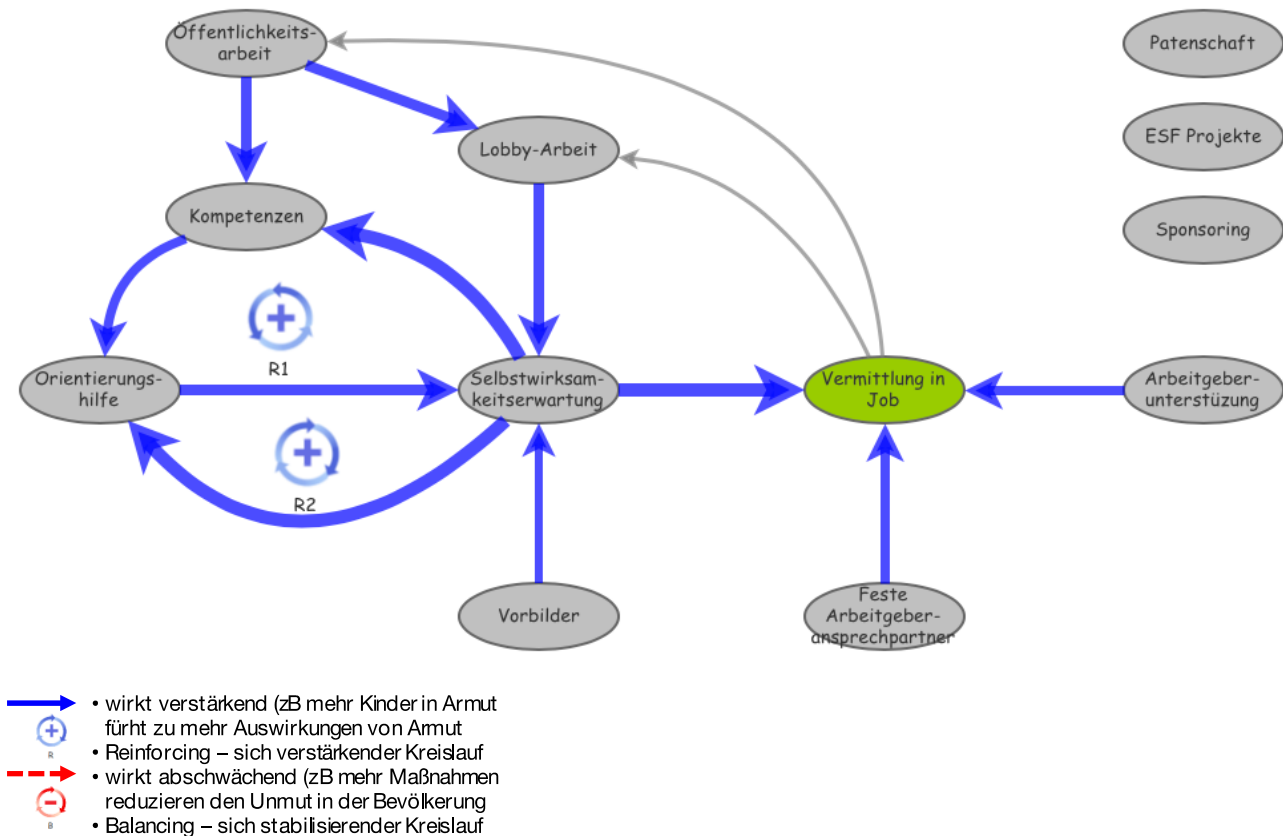 Öffentlichkeits-
arbeit
Patenschaft
ESF Projekte
Lobby-Arbeit
Kompetenzen
Sponsoring
R1
Orientierungs-
hilfe
Selbstwirksam-
keitserwartung
Vermittlung in
Job
Arbeitgeber-
unterstüzung
R2
Vorbilder
Feste
Arbeitgeber-
ansprechpartner
• wirkt verstärkend (zB mehr Kinder in Armut
fürht zu mehr Auswirkungen von Armut
R
• Reinforcing – sich verstärkender Kreislauf
• wirkt abschwächend (zB mehr Maßnahmen
reduzieren den Unmut in der Bevölkerung
B
• Balancing – sich stabilisierender Kreislauf